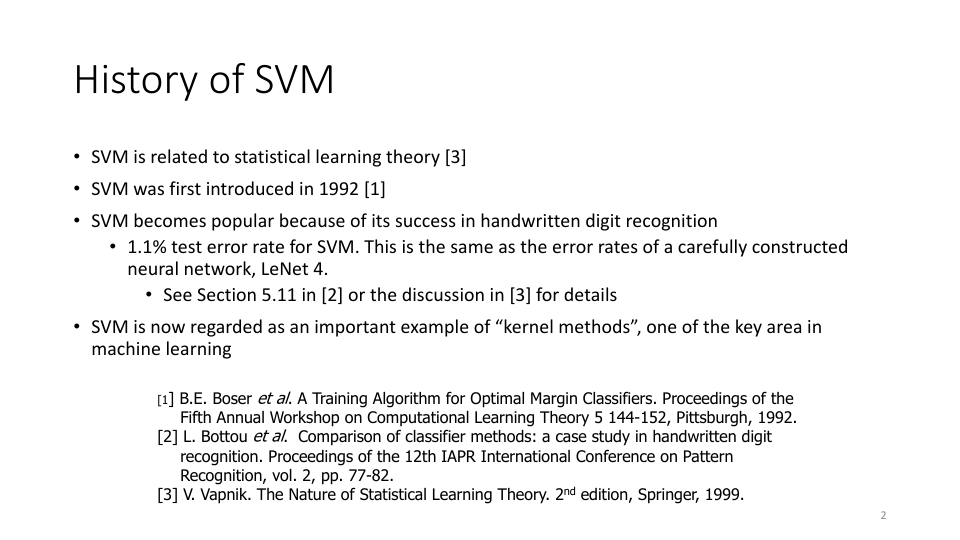 History of SVM
• SVM is related to statistical learning theory [3]
• SVM was first introduced in 1992 [1]
• SVM becomes popular because of its success in handwritten digit recognition
• 1.1% test error rate for SVM. This is the same as the error rates of a carefully constructed
neural network, LeNet 4.
• See Section 5.11 in [2] or the discussion in [3] for details
• SVM is now regarded as an important example of “kernel methods”, one of the key area in
machine learning
[1] B.E. Boser et al. A Training Algorithm for Optimal Margin Classifiers. Proceedings of the
Fifth Annual Workshop on Computational Learning Theory 5 144-152, Pittsburgh, 1992.
[2] L. Bottou et al. Comparison of classifier methods: a case study in handwritten digit
recognition. Proceedings of the 12th IAPR International Conference on Pattern
Recognition, vol. 2, pp. 77-82.
[3] V. Vapnik. The Nature of Statistical Learning Theory. 2nd edition, Springer, 1999.
2